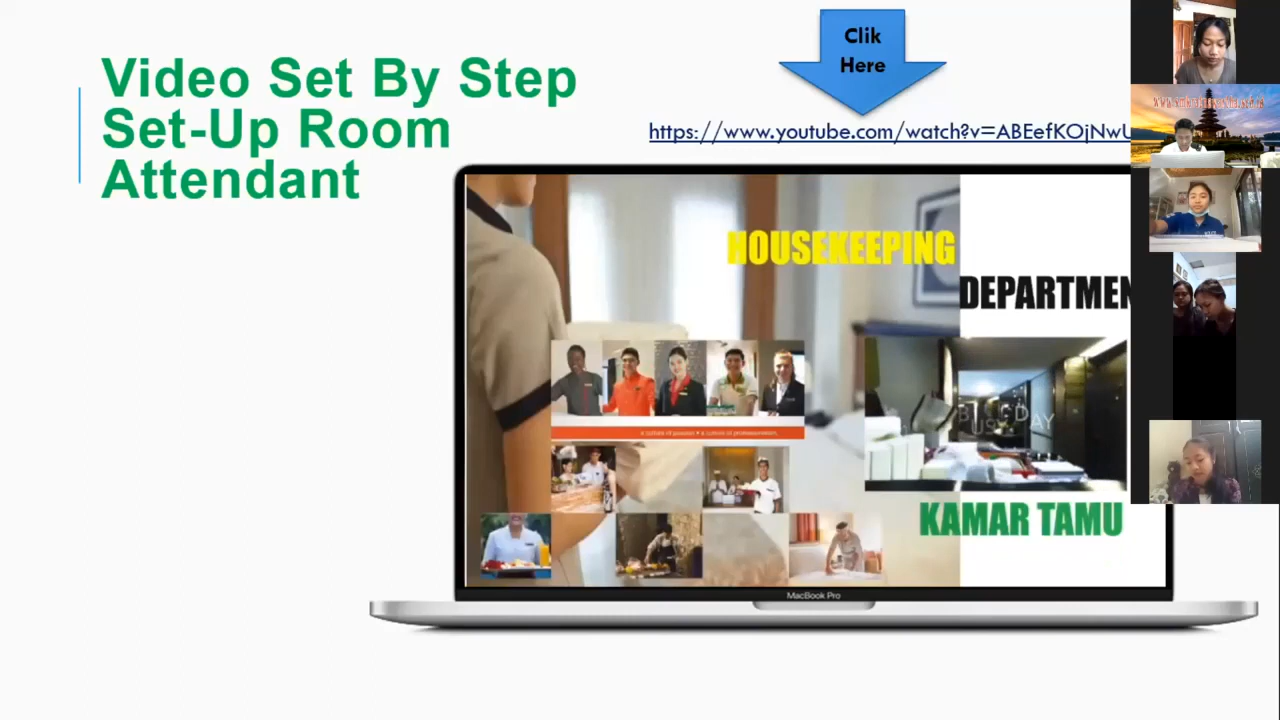 Video Set By Step
Set-Up Room
Attendant
Clik
Here
https://www.youtube.com/watch?v=ABEefKOjNwU
HOUSEKEEPING
DEPARTMEN
KAMAR TAMU
MacBook Pro